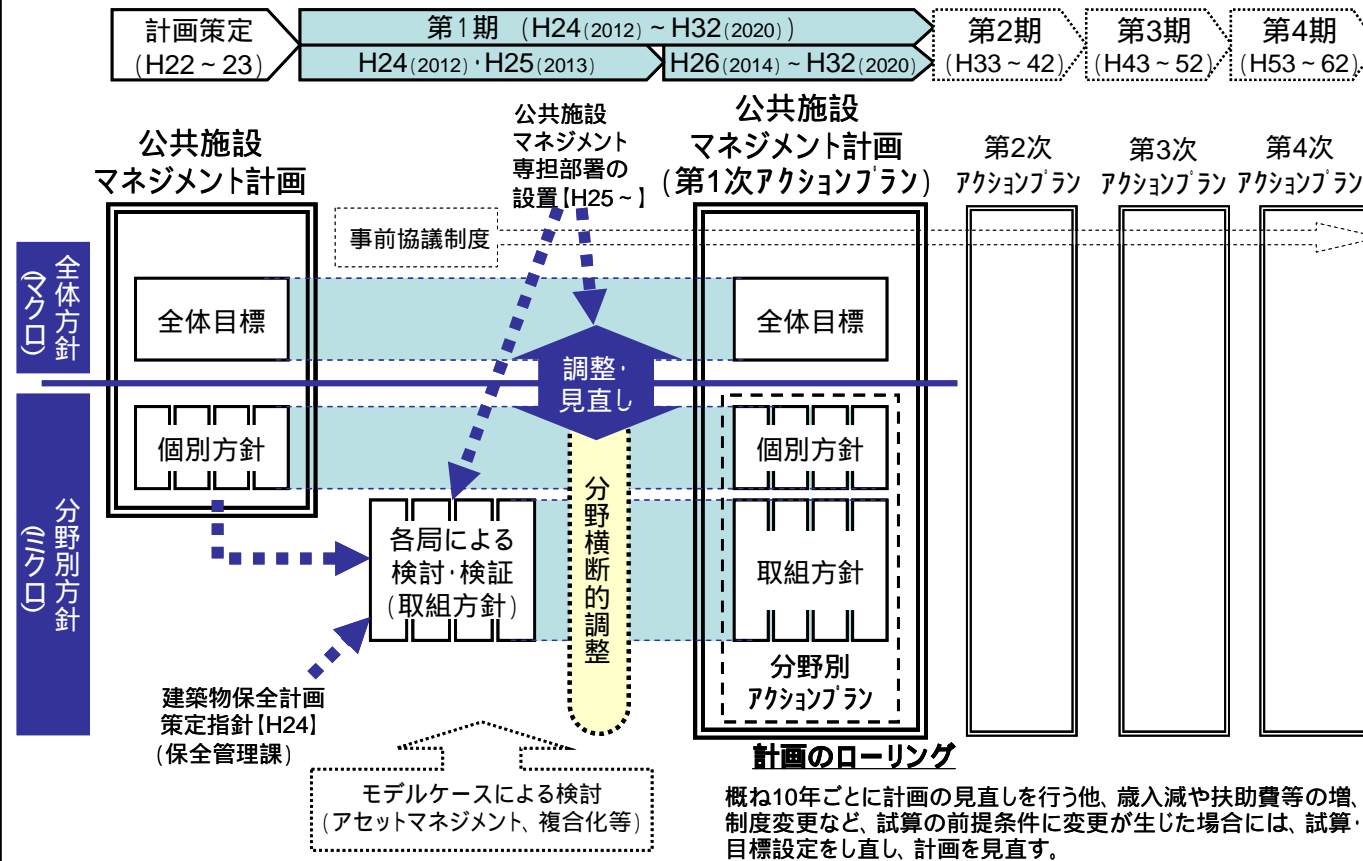 計画策定
(H22~23)
第1期 (H24(2012)~H32(2020))
H24(2012)・H25(2013)
H26(2014)~H32(2020)
第2期
(H33~42)
第3期
(H43~52)
第4期
(H53~62)
公共施設
マネジメント計画
公共施設
マネジメント
専担部署の
設置【H25~】
公共施設
マネジメント計画
(第1次アクションプラン)
第2次
アクションプラン
第3次
アクションプラン
第4次
アクションプラン
事前協議制度
全体方針
(マクロ)
全体目標
全体目標
調整・
見直し
分野別方針
(ミクロ)
個別方針
個別方針
各局による
検討・検証
(取組方針)
分野横断的調整
取組方針
分野別
アクションプラン
建築物保全計画
策定指針【H24】
(保全管理課)
モデルケースによる検討
(アセットマネジメント、複合化等)
計画のローリング
概ね10年ごとに計画の見直しを行う他、歳入減や扶助費等の増、
制度変更など、試算の前提条件に変更が生じた場合には、試算・
目標設定をし直し、計画を見直す。